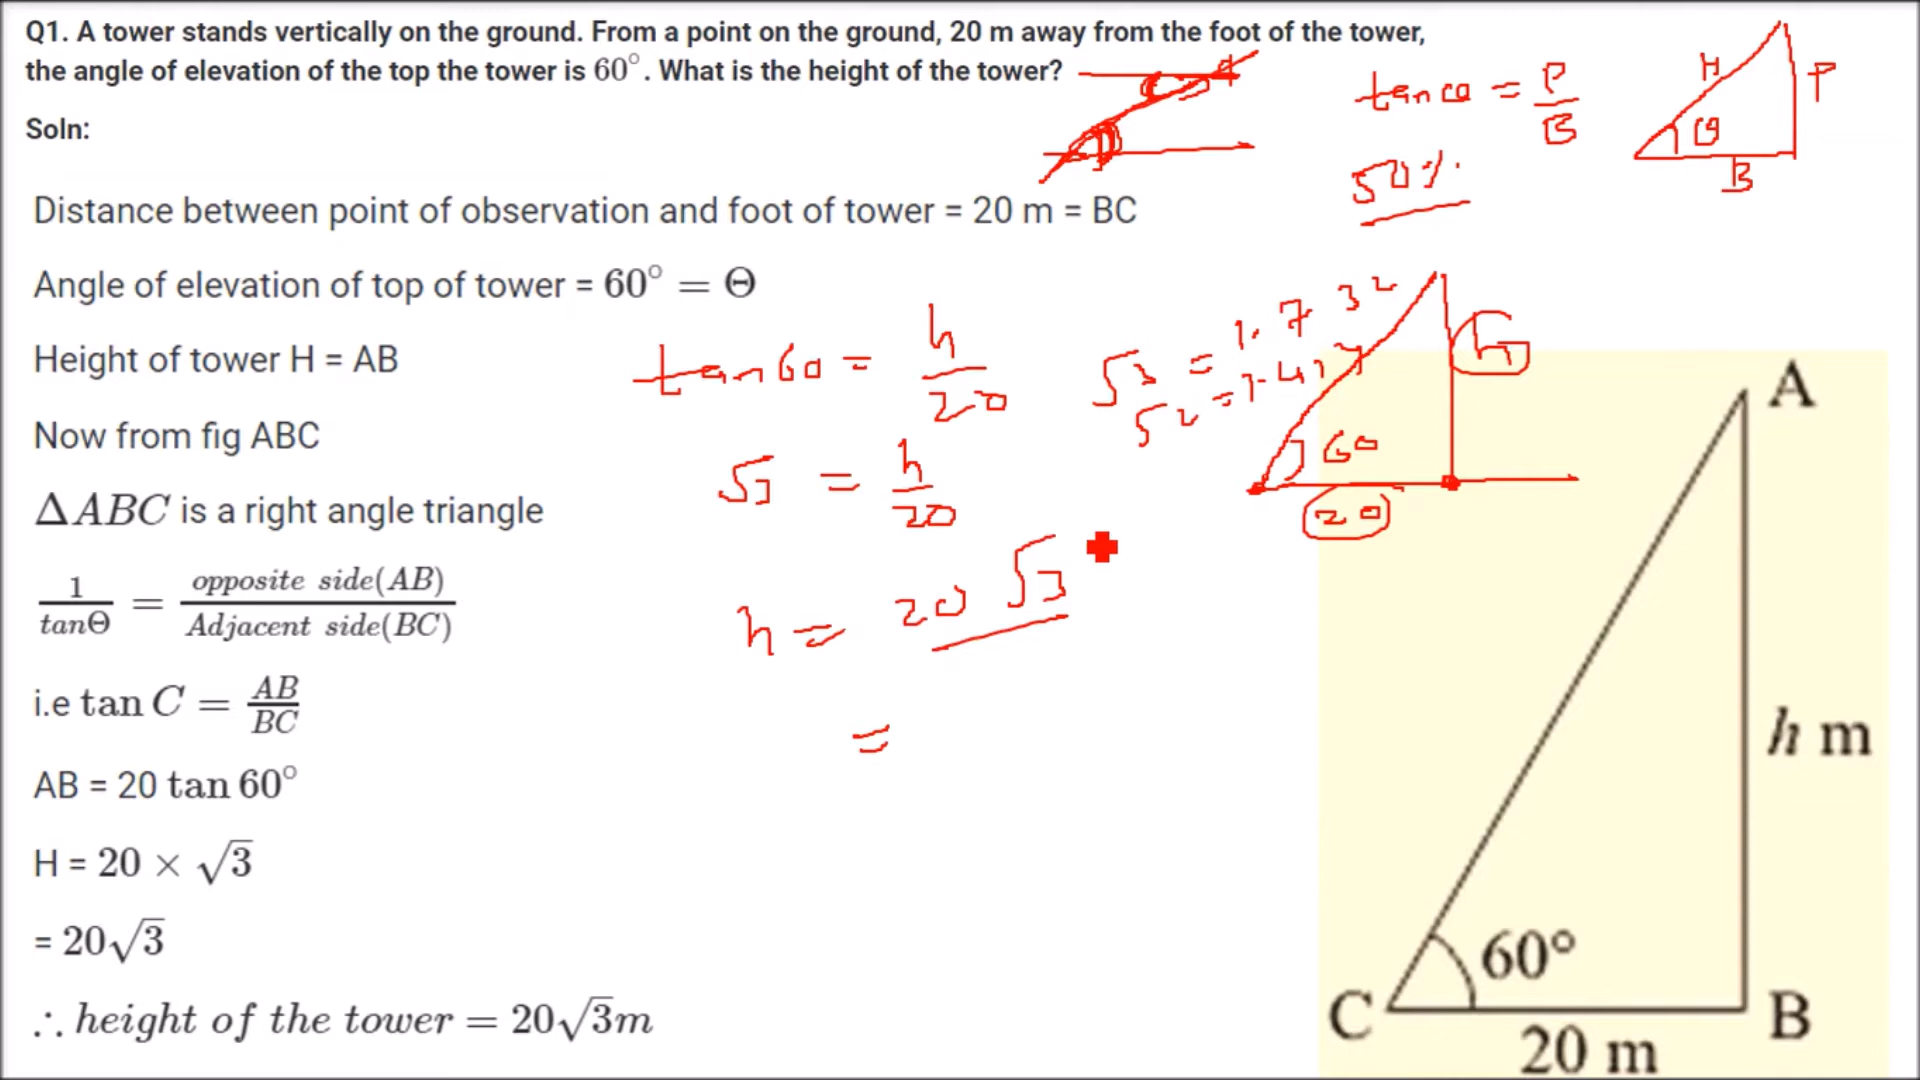 Q1. A tower stands vertically on the ground. From a point on the ground, 20 m away from the foot of the tower,
the angle of elevation of the top the tower is 60°. What is the height of the tower?
Soln:
Distance between point of observation and foot of tower = 20 m = BC
Angle of elevation of top of tower = 60° = Θ
Height of tower H = AB
Now from fig ABC
ΔABC is a right angle triangle
1/tanΘ = opposite side(AB)/Adjacent side(BC)
i.e tan C = AB/BC
AB = 20 tan 60°
H = 20 × √3
= 20√3
∴ height of the tower = 20√3m
tan 60 = h/20
√3 = h/20
h = 20 √3
=
√3 = 1.732
tan = P/B
50%
H
P
θ
B
h
60
20
A
h m
60°
C
B
20 m